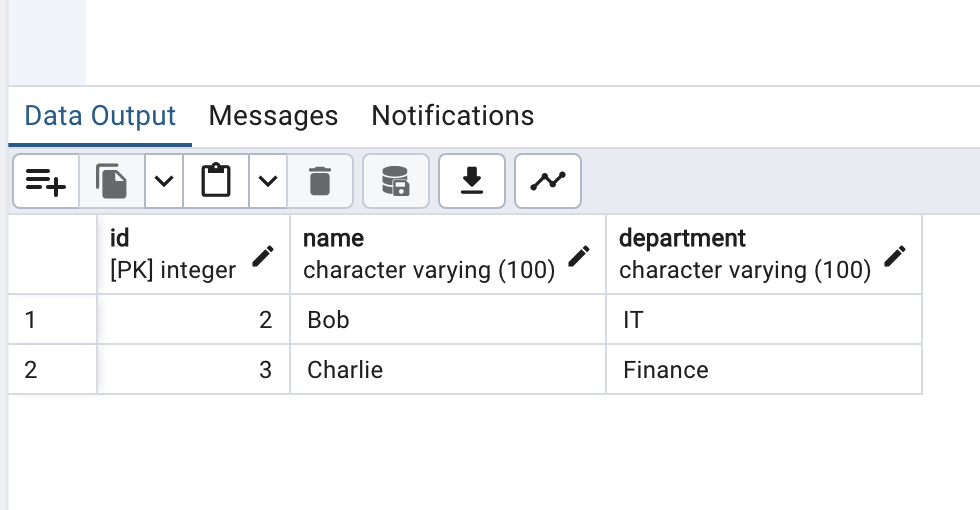 Data Output Messages Notifications
id name department
[PK] integer character varying (100) character varying (100)
1 2 Bob IT
2 3 Charlie Finance